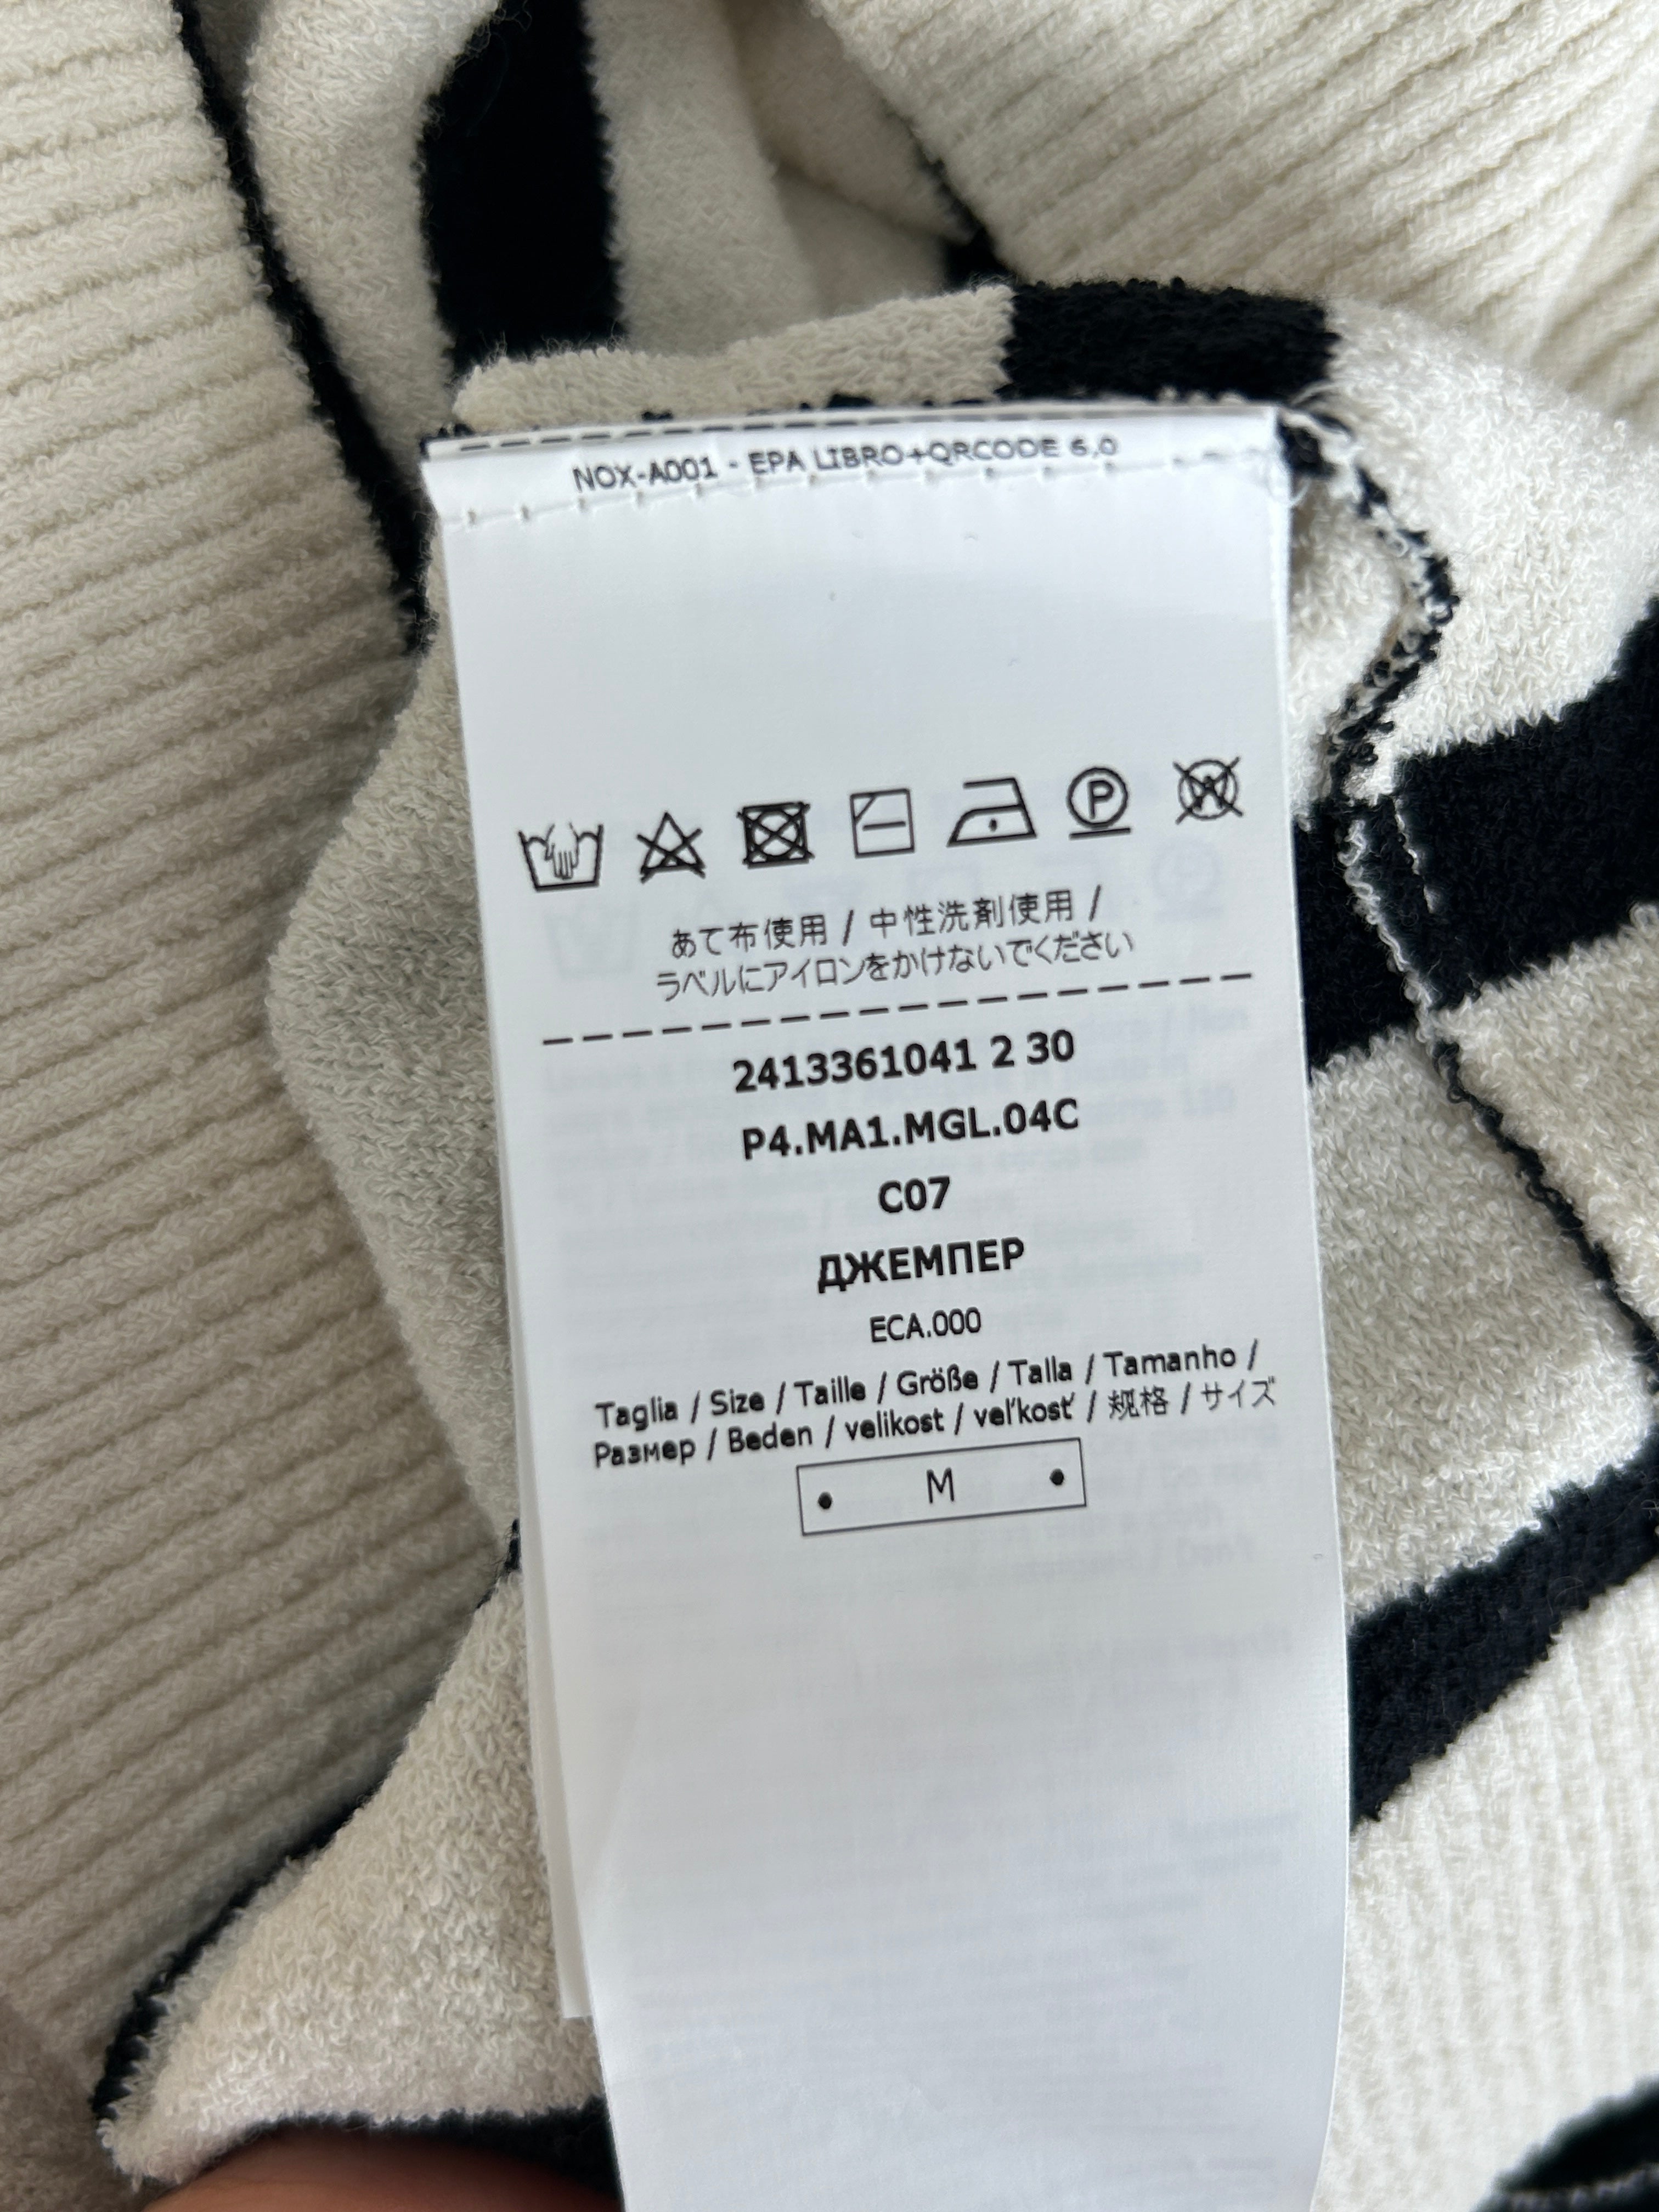 NOX-A001 - EPA LIBRO+QRCODE 6.0
P
W
あて布使用 / 中性洗剤使用 /
ラベルにアイロンをかけないでください
2413361041 2 30
P4.MA1.MGL.04C
C07
ДЖЕМПЕР
ECA.000
Taglia / Size / Taille / Größe / Talla / Tamanho /
Размер / Beden / velikost / veľkosť / 规格 / サイズ
M